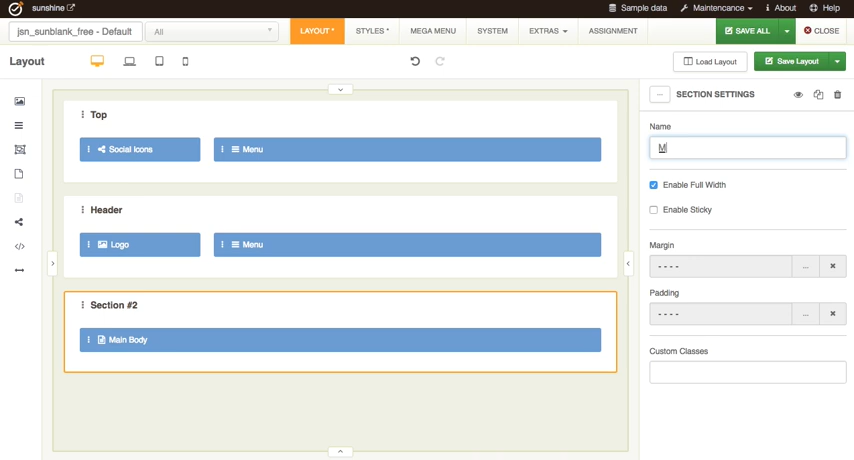 sunshine Sample data Maintencance About Help
jsn_sunblank_free - Default All LAYOUT * STYLES * MEGA MENU SYSTEM EXTRAS ASSIGNMENT SAVE ALL CLOSE
Layout Load Layout Save Layout
... SECTION SETTINGS
Top
Name
Social Icons Menu
M
Enable Full Width
Header
Enable Sticky
Logo Menu
Margin
- - - - ...
Padding
Section #2
- - - - ...
Main Body
Custom Classes